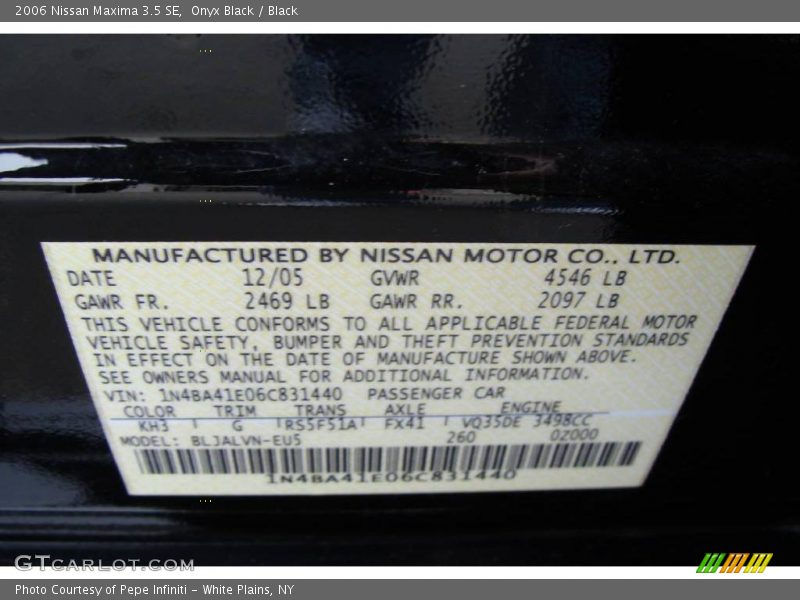 2006 Nissan Maxima 3.5 SE, Onyx Black / Black
MANUFACTURED BY NISSAN MOTOR CO., LTD.
DATE 12/05 GVWR 4546 LB
GAWR FR. 2469 LB GAWR RR. 2097 LB
THIS VEHICLE CONFORMS TO ALL APPLICABLE FEDERAL MOTOR
VEHICLE SAFETY, BUMPER AND THEFT PREVENTION STANDARDS
IN EFFECT ON THE DATE OF MANUFACTURE SHOWN ABOVE.
SEE OWNERS MANUAL FOR ADDITIONAL INFORMATION.
VIN: 1N4BA41E06C831440 PASSENGER CAR
COLOR TRIM TRANS AXLE ENGINE
KH3 G RS5F51A FX41 VQ35DE 3498CC
MODEL: BLJALVN-EU5 260 02000
1N4BA41E06C831440
GTCarLot.com
Photo Courtesy of Pepe Infiniti - White Plains, NY